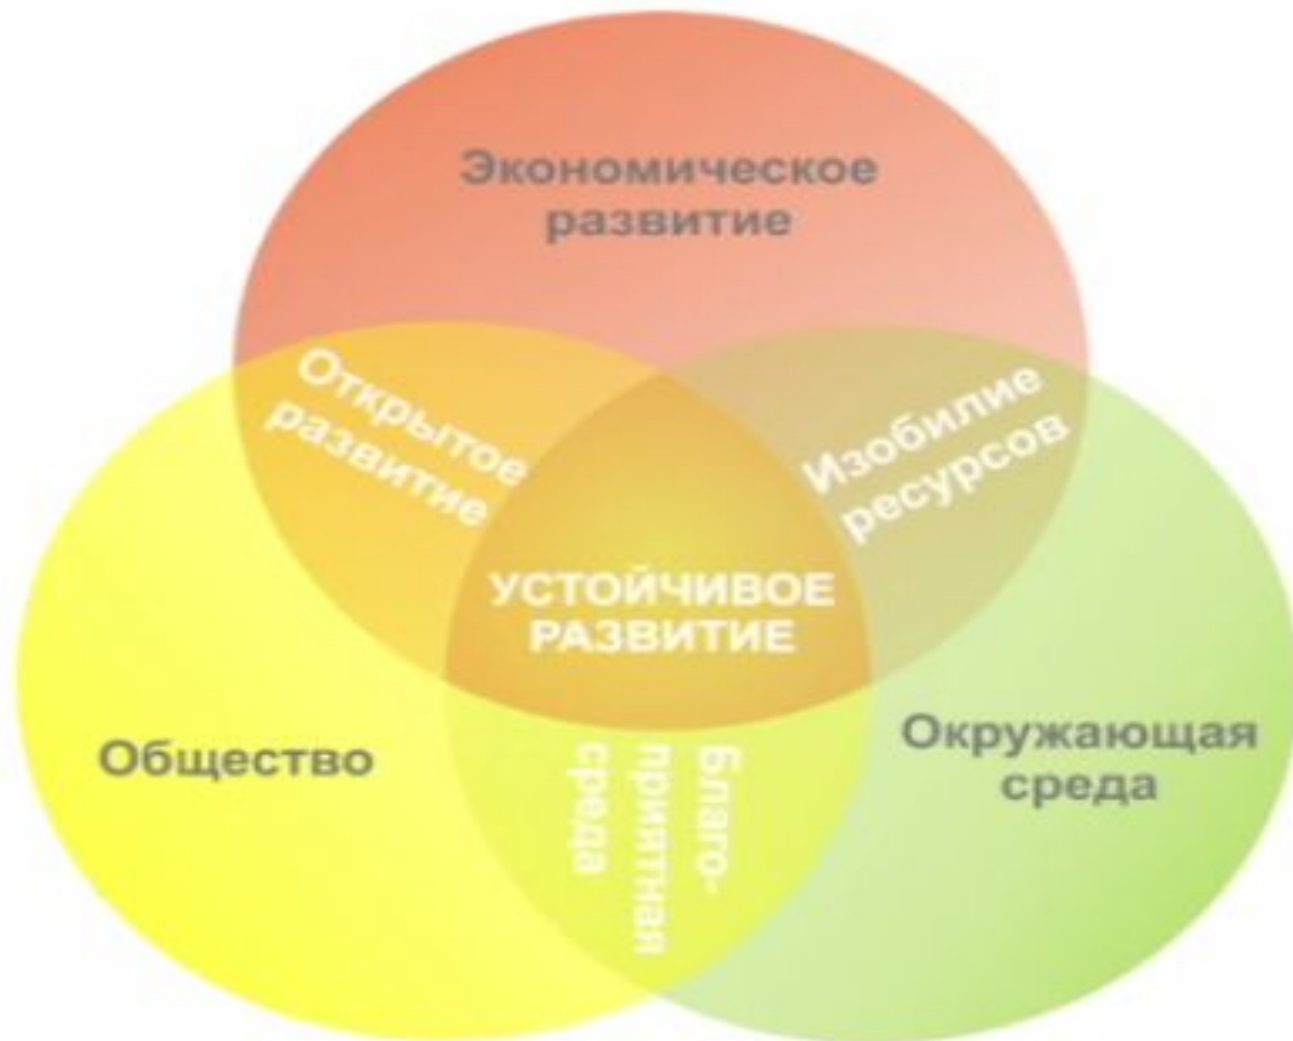 Экономическое
развитие
Открытое
развитие
Изобилие
ресурсов
УСТОЙЧИВОЕ
РАЗВИТИЕ
Общество
Окружающая
среда
Благо-
приятная
среда